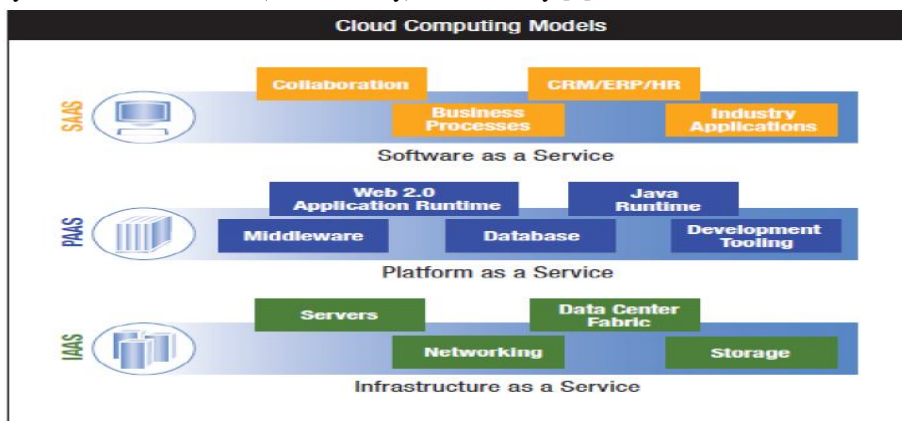 Cloud Computing Models
SAAS
Collaboration
CRM/ERP/HR
Business
Processes
Industry
Applications
Software as a Service
PAAS
Web 2.0
Application Runtime
Java
Runtime
Middleware
Database
Development
Tooling
Platform as a Service
IAAS
Servers
Data Center
Fabric
Networking
Storage
Infrastructure as a Service